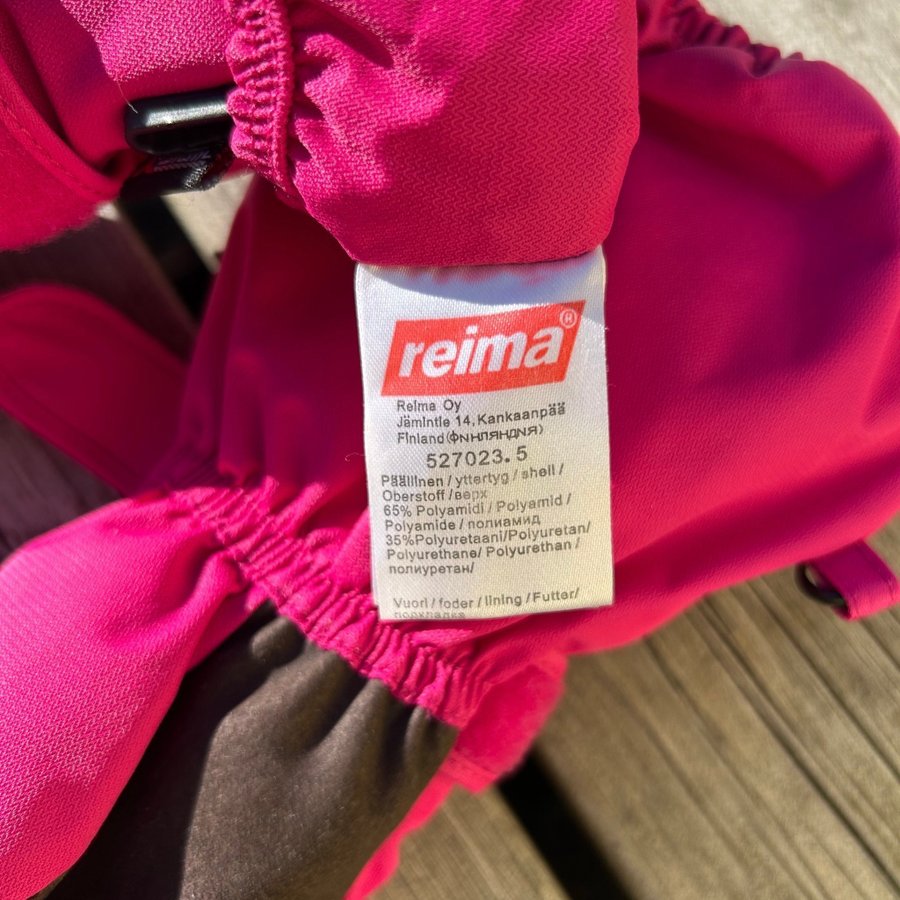 reima®
Reima Oy
Jämintie 14, Kankaanpää
Finland (ФИНЛЯНДИЯ)
527023.5
Päällinen / yttertyg / shell /
Oberstoff / верх
65% Polyamidi / Polyamid /
Polyamide / полиамид
35%Polyuretaani/Polyuretan/
Polyurethane/ Polyurethan /
полиуретан/
Vuori / foder / lining / Futter/
подкладка